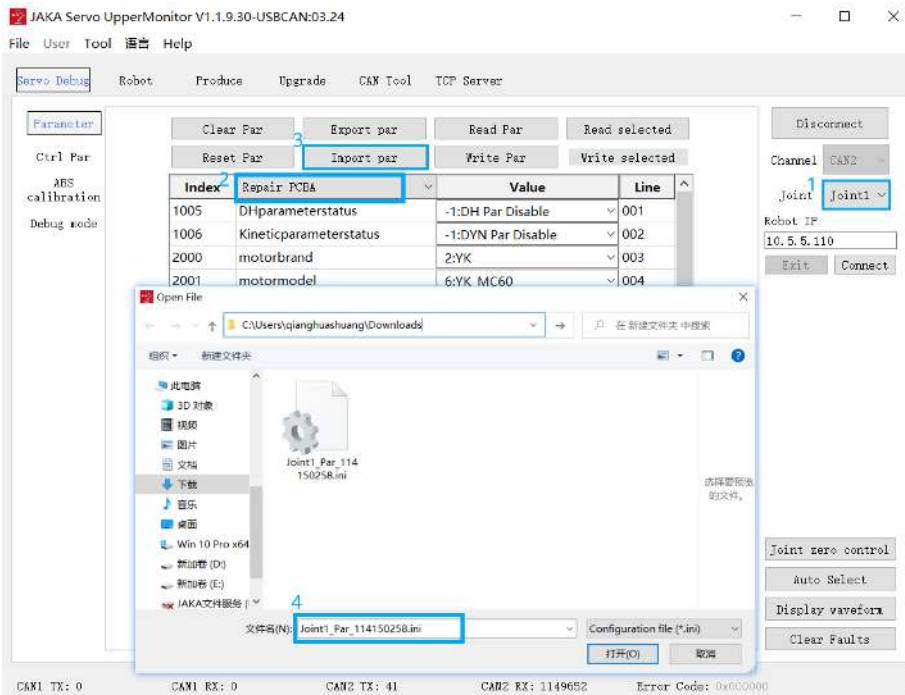 JAKA Servo UpperMonitor V1.1.9.30-USBCAN:03.24
File User Tool 语言 Help
Servo Debug Robot Produce Upgrade CAN Tool TCP Server
Parameter
Ctrl Par
ABS calibration
Debug mode
Clear Par Export par Read Par Read selected
3
Reset Par Import par Write Par Write selected
Index 2 Repair PCBA Value Line
1005 DHparameterstatus -1:DH Par Disable 001
1006 Kineticparameterstatus -1:DYN Par Disable 002
2000 motorbrand 2:YK 003
2001 motormodel 6:YK_MC60 004
Disconnect
Channel CAN2
1
Joint Joint1
Robot IP
10.5.5.110
Exit Connect
Open File
C:\Users\qianghuashuang\Downloads
在 新建文件夹 中搜索
组织 新建文件夹
此电脑
3D 对象
视频
图片
文档
下载
音乐
桌面
Win 10 Pro x64
新加卷 (D:)
新加卷 (E:)
JAKA文件服务 (
Joint1_Par_114
150258.ini
选择要预览
的文件。
4
文件名(N): Joint1_Par_114150258.ini Configuration file (*.ini)
打开(O) 取消
Joint zero control
Auto Select
Display waveform
Clear Faults
CAN1 TX: 0 CAN1 RX: 0 CAN2 TX: 41 CAN2 RX: 1149652 Error Code: 0x000000